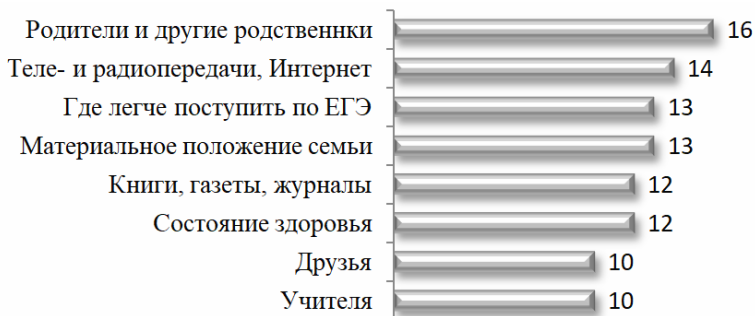 Родители и другие родственнки 16
Теле- и радиопередачи, Интернет 14
Где легче поступить по ЕГЭ 13
Материальное положение семьи 13
Книги, газеты, журналы 12
Состояние здоровья 12
Друзья 10
Учителя 10